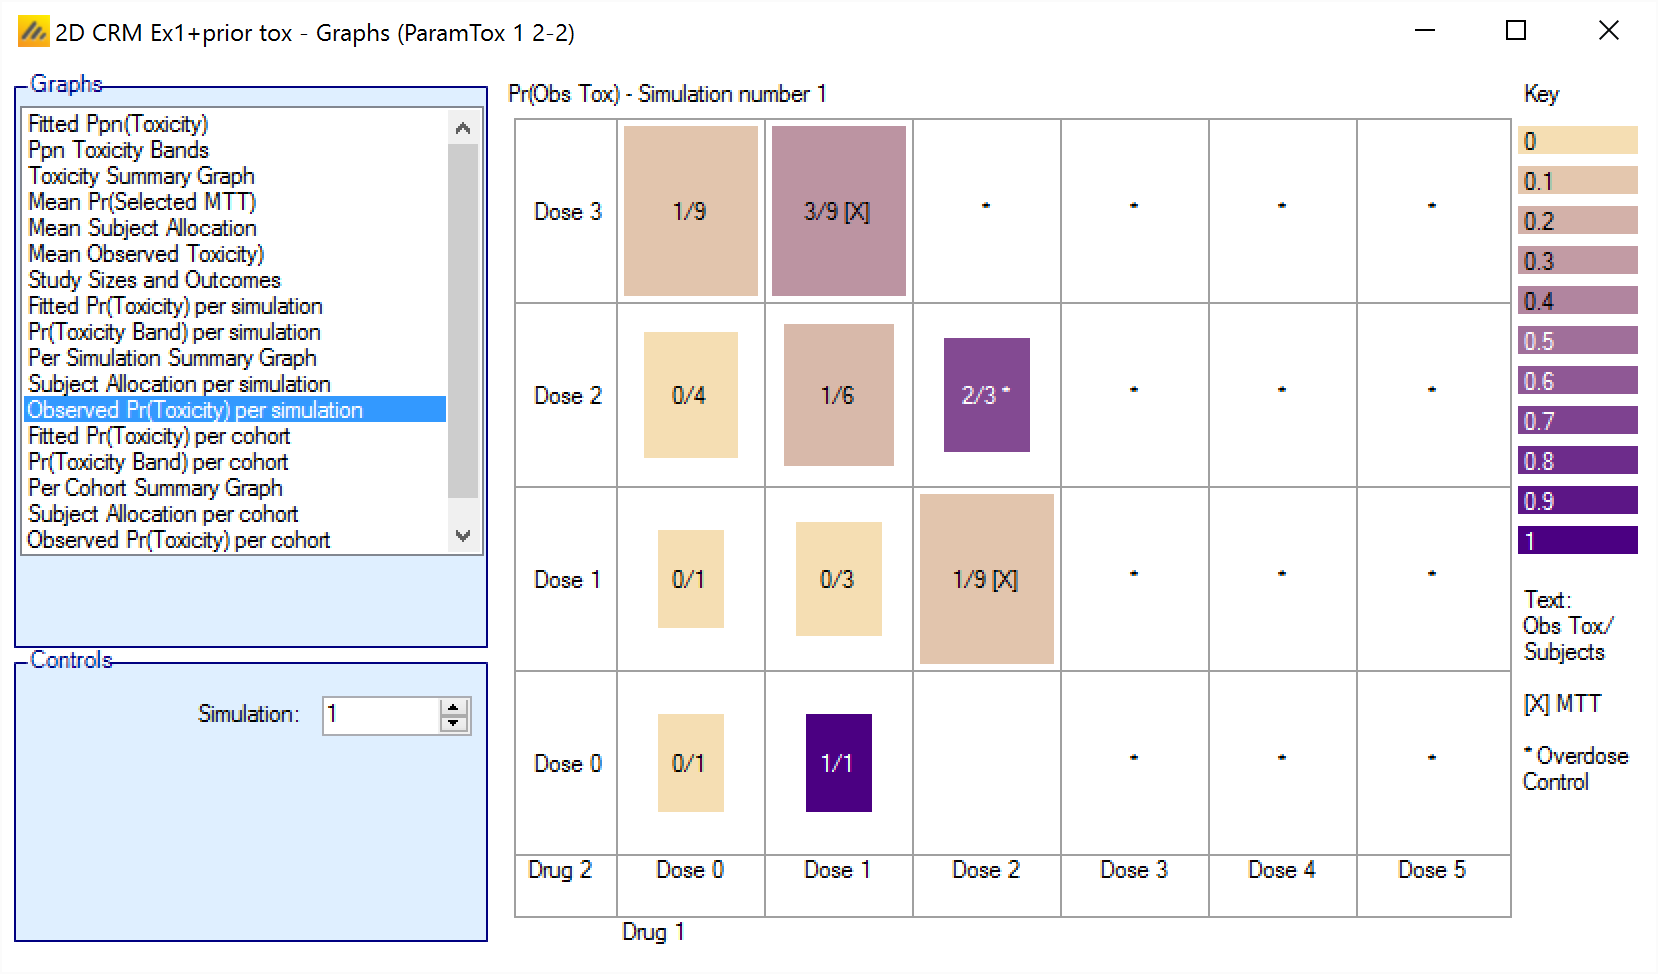 2D CRM Ex1+prior tox - Graphs (ParamTox 1 2-2)
Graphs
Fitted Ppn(Toxicity)
Ppn Toxicity Bands
Toxicity Summary Graph
Mean Pr(Selected MTT)
Mean Subject Allocation
Mean Observed Toxicity)
Study Sizes and Outcomes
Fitted Pr(Toxicity) per simulation
Pr(Toxicity Band) per simulation
Per Simulation Summary Graph
Subject Allocation per simulation
Observed Pr(Toxicity) per simulation
Fitted Pr(Toxicity) per cohort
Pr(Toxicity Band) per cohort
Per Cohort Summary Graph
Subject Allocation per cohort
Observed Pr(Toxicity) per cohort
Controls
Simulation: 1
Pr(Obs Tox) - Simulation number 1
Dose 3 1/9 3/9 [X] * * * *
Dose 2 0/4 1/6 2/3 * * * *
Dose 1 0/1 0/3 1/9 [X] * * *
Dose 0 0/1 1/1 * * *
Drug 2 Dose 0 Dose 1 Dose 2 Dose 3 Dose 4 Dose 5
Drug 1
Key
0
0.1
0.2
0.3
0.4
0.5
0.6
0.7
0.8
0.9
1
Text:
Obs Tox/
Subjects
[X] MTT
* Overdose
Control